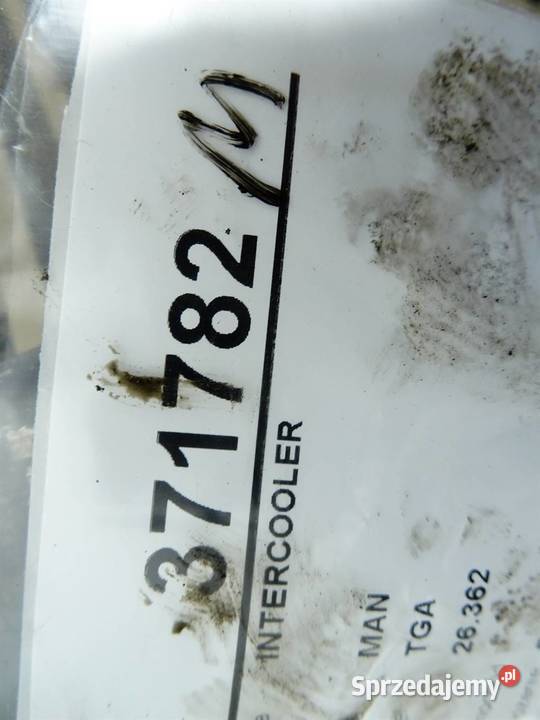 371782 M
INTERCOOLER
MAN
TGA
26.362
Sprzedajemy.pl